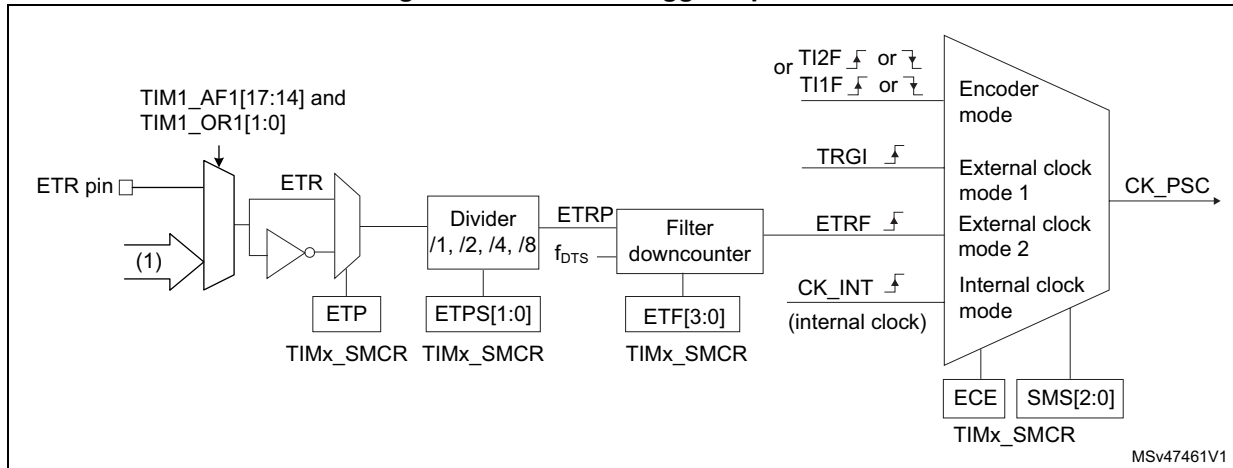 TIM1_AF1[17:14] and
TIM1_OR1[1:0]
ETR pin
(1)
ETR
ETP
TIMx_SMCR
Divider
/1, /2, /4, /8
ETPS[1:0]
TIMx_SMCR
ETRP
fDTS
Filter
downcounter
ETF[3:0]
TIMx_SMCR
or TI2F or
TI1F or
TRGI
ETRF
CK_INT
(internal clock)
Encoder
mode
External clock
mode 1
External clock
mode 2
Internal clock
mode
CK_PSC
ECE
SMS[2:0]
TIMx_SMCR
MSv47461V1